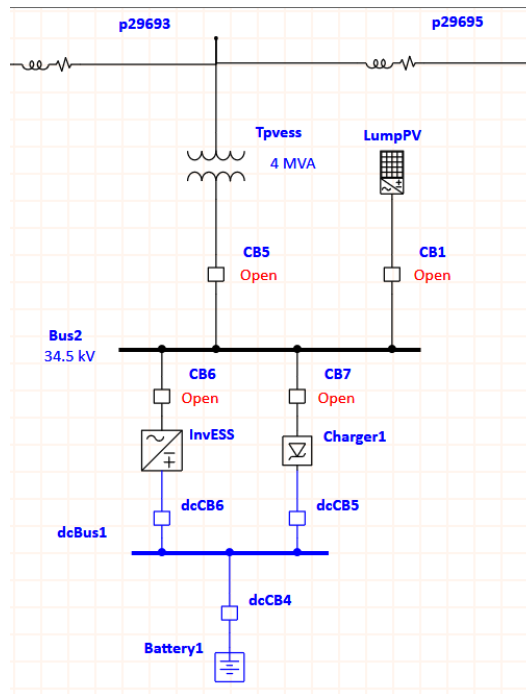 p29693
p29695
Tpvess
4 MVA
LumpPV
CB5
Open
CB1
Open
Bus2
34.5 kV
CB6
Open
CB7
Open
InvESS
Charger1
dcCB6
dcCB5
dcBus1
dcCB4
Battery1